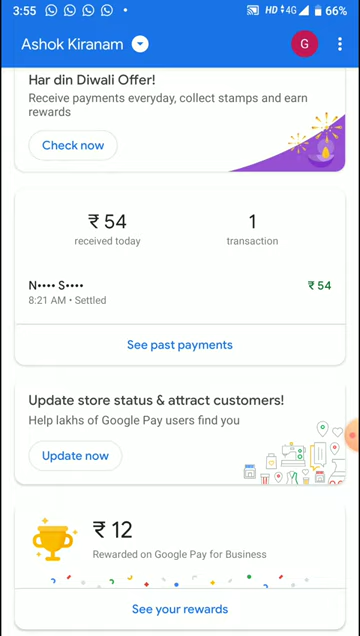 3:55 HD 4G 66%
Ashok Kiranam G
Har din Diwali Offer!
Receive payments everyday, collect stamps and earn
rewards
Check now
₹ 54 1
received today transaction
N•••• S•••• ₹ 54
8:21 AM • Settled
See past payments
Update store status & attract customers!
Help lakhs of Google Pay users find you
Update now
₹ 12
Rewarded on Google Pay for Business
See your rewards